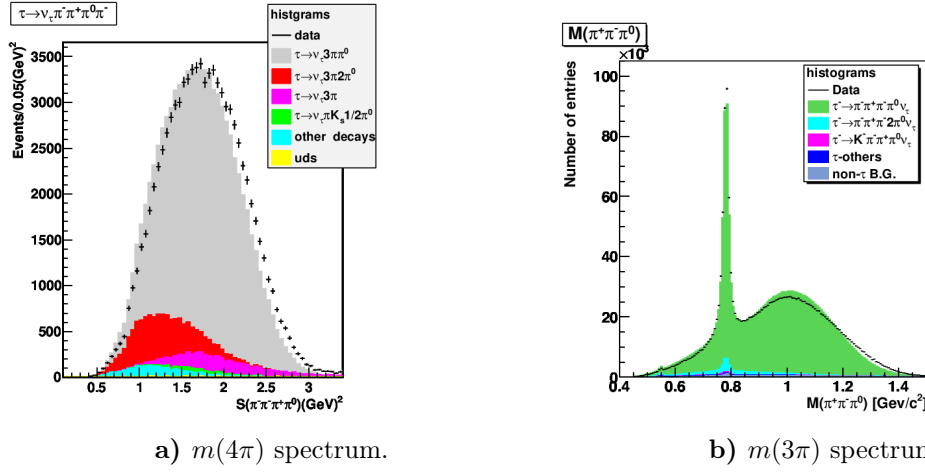 τ→ν_τπ⁻π⁺π⁰π⁻
histgrams
data
τ→ν_τ3ππ⁰
τ→ν_τ3π2π⁰
τ→ν_τ3π
τ→ν_τπK_s1/2π⁰
other decays
uds
Events/0.05(GeV)²
3500
3000
2500
2000
1500
1000
500
0
0.5
1
1.5
2
2.5
3
S(π⁻π⁻π⁺π⁰)(GeV)²
M(π⁺π⁻π⁰)
×10³
histograms
Data
τ⁻→π⁻π⁺π⁻π⁰ν_τ
τ⁻→π⁻π⁺π⁻2π⁰ν_τ
τ⁻→K⁻π⁻π⁺π⁰ν_τ
τ-others
non-τ B.G.
Number of entries
100
80
60
40
20
0
0.4
0.6
0.8
1
1.2
1.4
M(π⁺π⁻π⁰) [Gev/c²]
a) m(4π) spectrum.
b) m(3π) spectrum